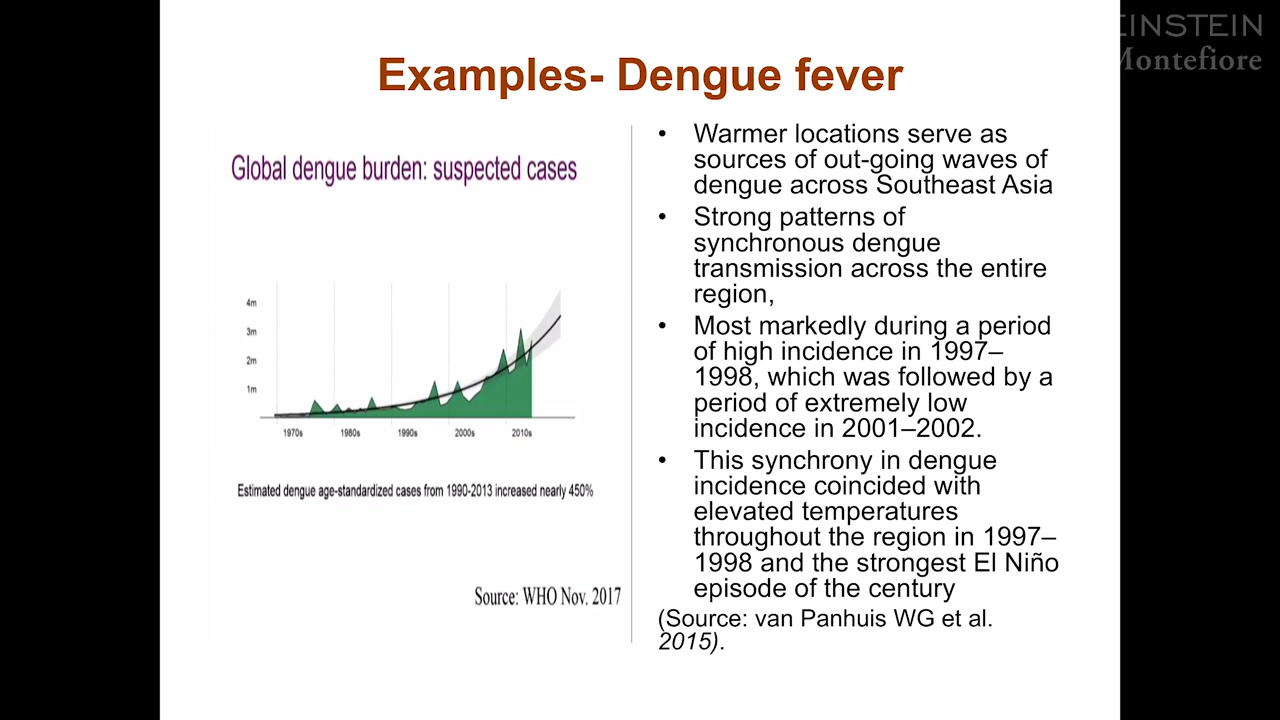 EINSTEIN
Montefiore
Examples- Dengue fever
Global dengue burden: suspected cases
4m
3m
2m
1m
1970s 1980s 1990s 2000s 2010s
Estimated dengue age-standardized cases from 1990-2013 increased nearly 450%
Source: WHO Nov. 2017
• Warmer locations serve as
sources of out-going waves of
dengue across Southeast Asia
• Strong patterns of
synchronous dengue
transmission across the entire
region,
• Most markedly during a period
of high incidence in 1997–
1998, which was followed by a
period of extremely low
incidence in 2001–2002.
• This synchrony in dengue
incidence coincided with
elevated temperatures
throughout the region in 1997–
1998 and the strongest El Niño
episode of the century
(Source: van Panhuis WG et al.
2015).